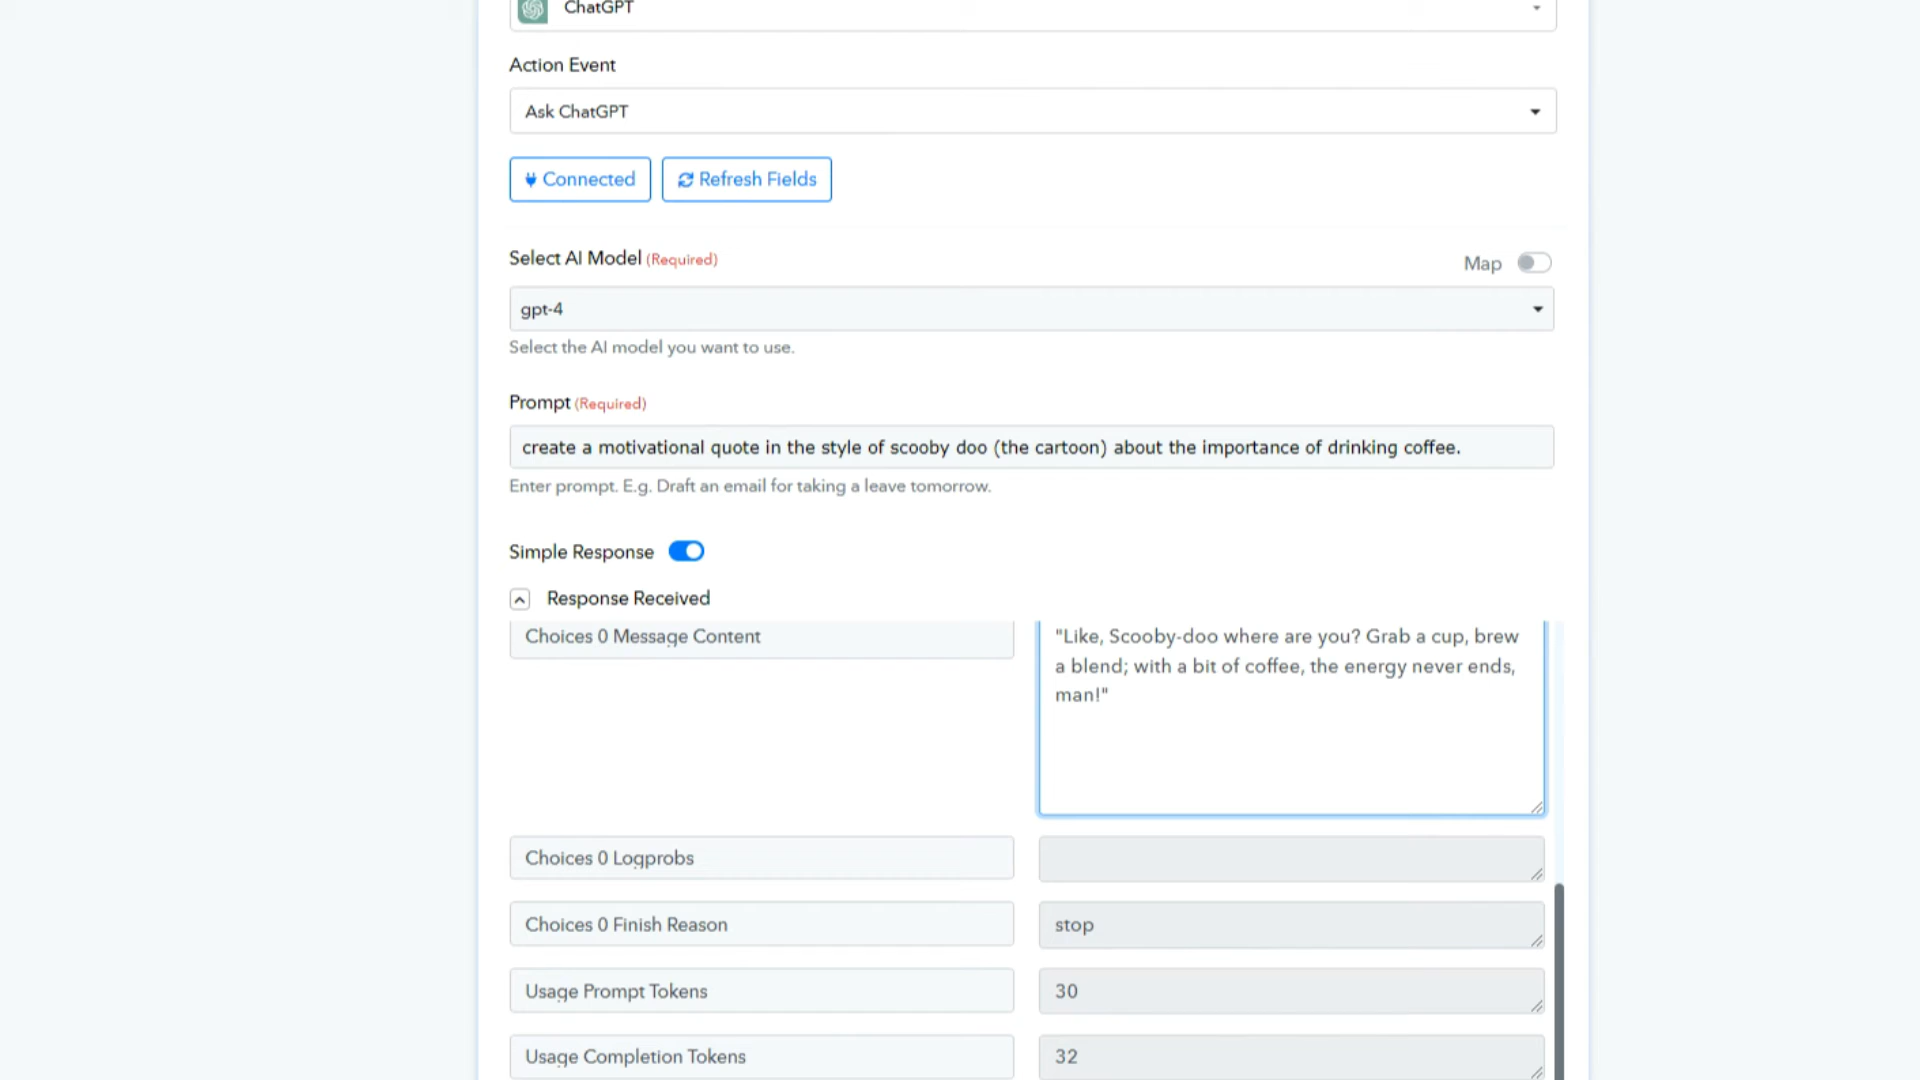 ChatGPT
Action Event
Ask ChatGPT
Connected
Refresh Fields
Select AI Model (Required)
Map
gpt-4
Select the AI model you want to use.
Prompt (Required)
create a motivational quote in the style of scooby doo (the cartoon) about the importance of drinking coffee.
Enter prompt. E.g. Draft an email for taking a leave tomorrow.
Simple Response
Response Received
Choices 0 Message Content
"Like, Scooby-doo where are you? Grab a cup, brew
a blend; with a bit of coffee, the energy never ends,
man!"
Choices 0 Logprobs
Choices 0 Finish Reason
stop
Usage Prompt Tokens
30
Usage Completion Tokens
32